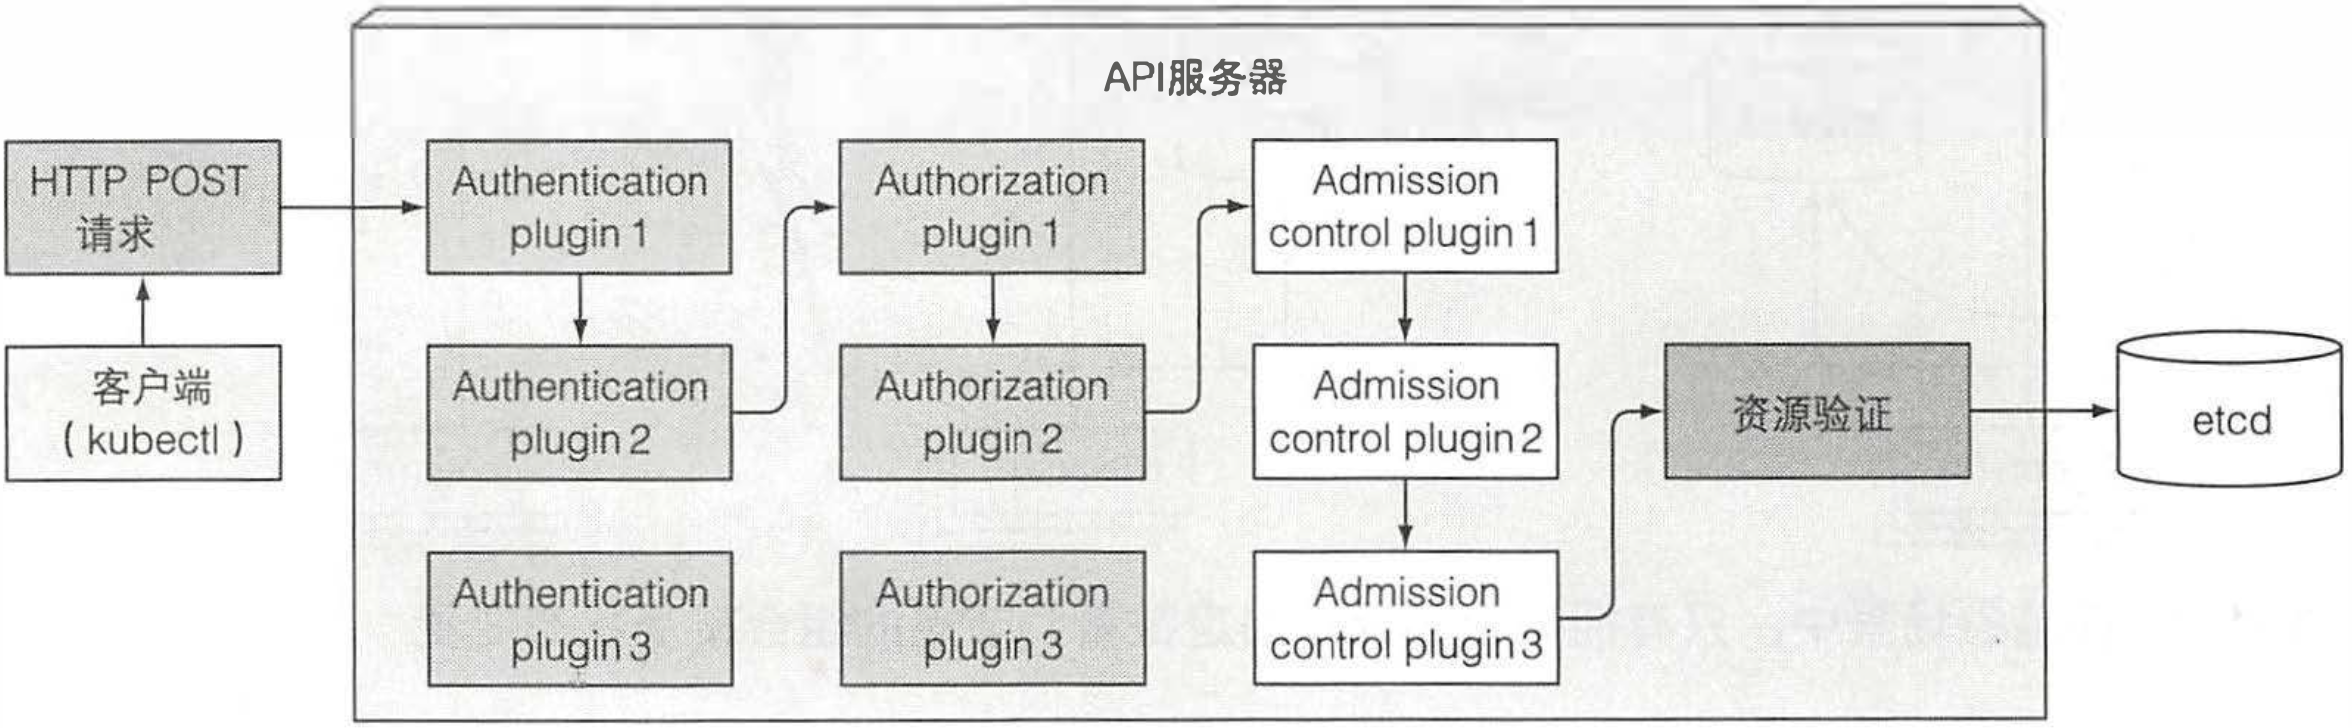 API服务器
HTTP POST
请求
客户端
(kubectl)
Authentication
plugin 1
Authentication
plugin 2
Authentication
plugin 3
Authorization
plugin 1
Authorization
plugin 2
Authorization
plugin 3
Admission
control plugin 1
Admission
control plugin 2
Admission
control plugin 3
资源验证
etcd